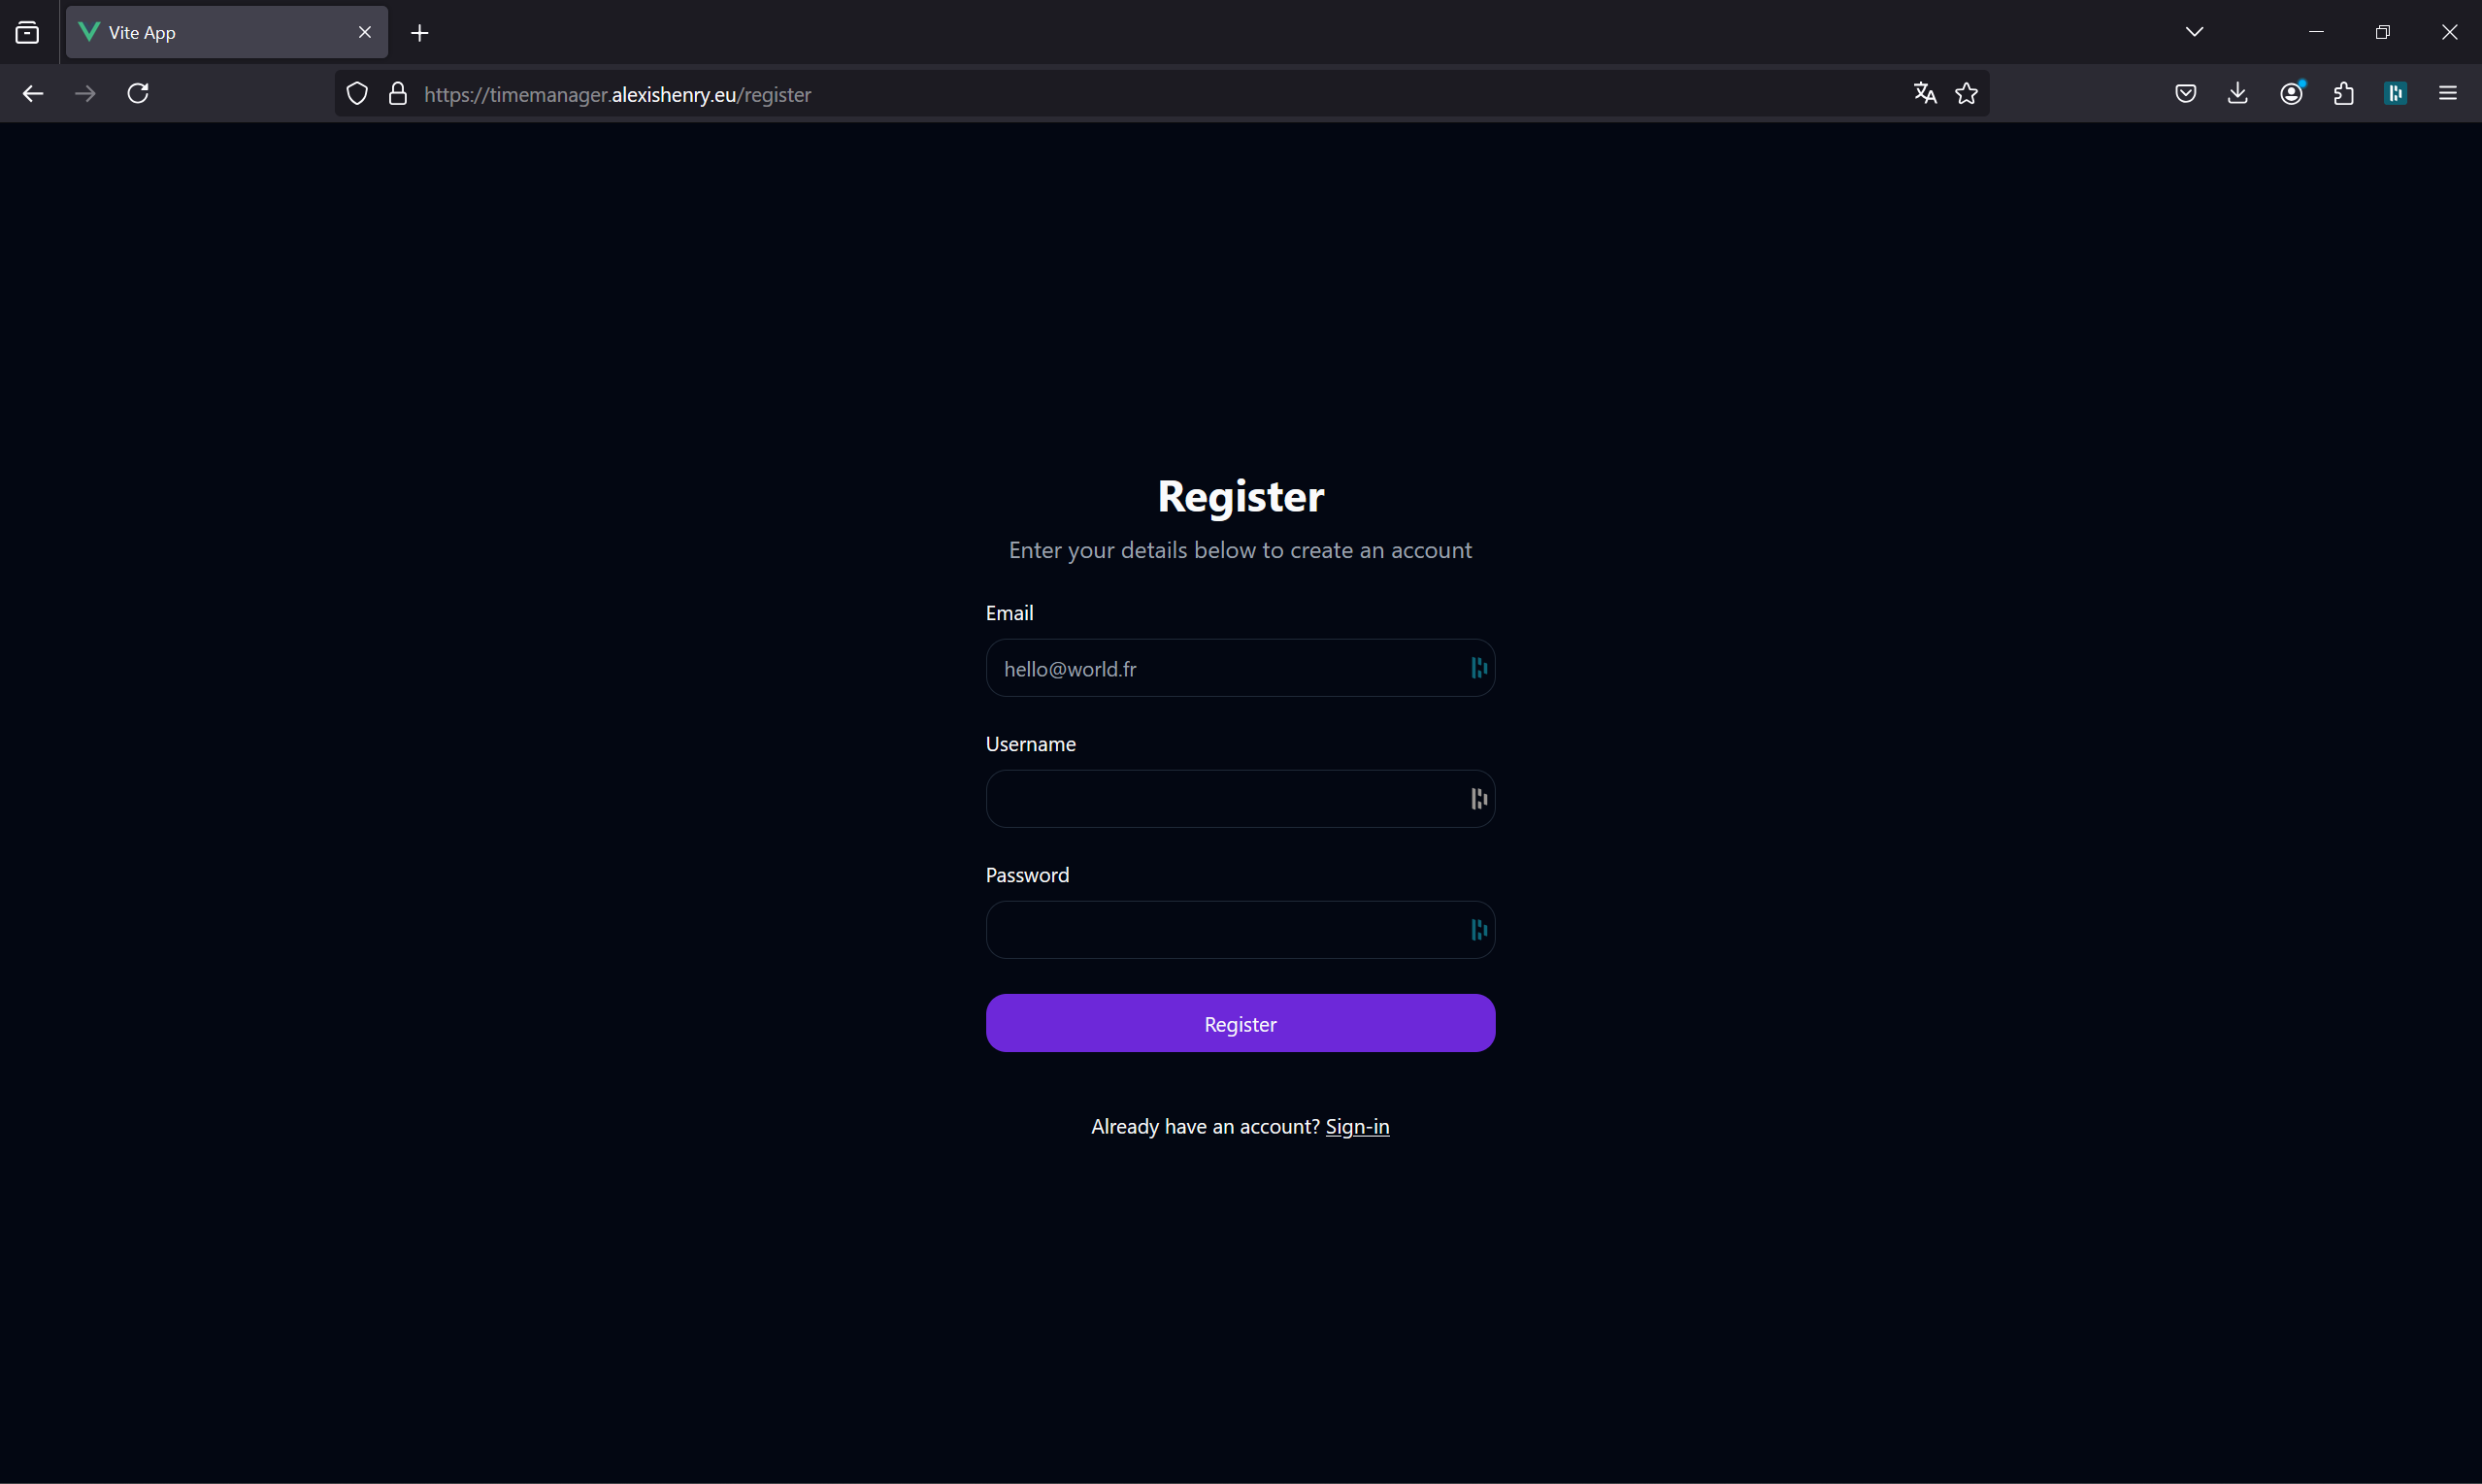 Vite App
https://timemanager.alexishenry.eu/register
Register
Enter your details below to create an account
Email
hello@world.fr
Username
Password
Register
Already have an account? Sign-in